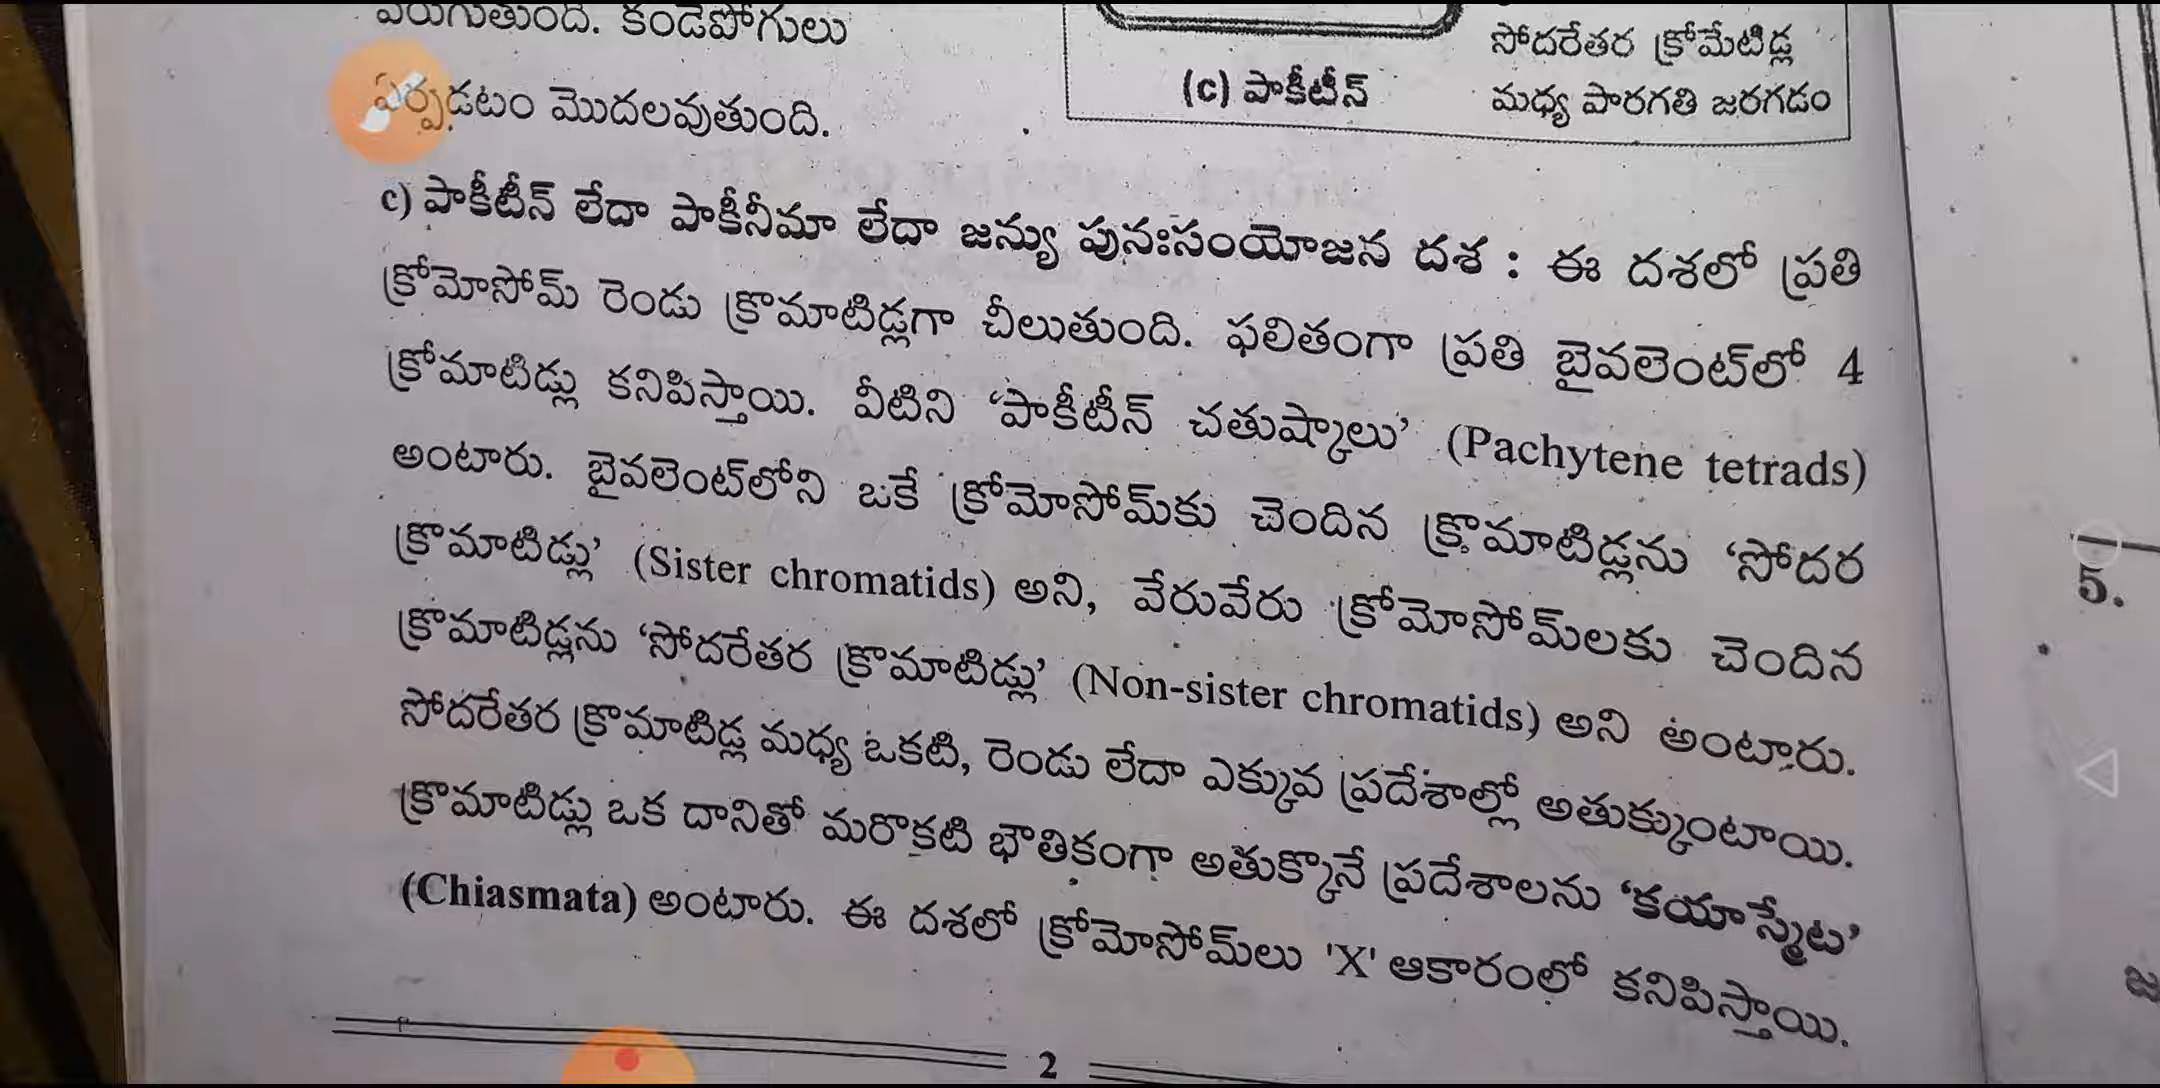 పెరుగుతుంది. కండెపోగులు
ఏర్పడటం మొదలవుతుంది.
(c) పాకీటీన్
సోదరేతర క్రోమేటిడ్ల
మధ్య పారగతి జరగడం
c) పాకీటీన్ లేదా పాకీనీమా లేదా జన్యు పునఃసంయోజన దశ : ఈ దశలో ప్రతి
క్రోమోసోమ్ రెండు క్రొమాటిడ్లగా చీలుతుంది. ఫలితంగా ప్రతి బైవలెంట్‌లో 4
క్రోమాటిడ్లు కనిపిస్తాయి. వీటిని ‘పాకీటీన్ చతుష్కాలు’ (Pachytene tetrads)
అంటారు. బైవలెంట్‌లోని ఒకే క్రోమోసోమ్‌కు చెందిన క్రొమాటిడ్లను ‘సోదర
క్రొమాటిడ్లు’ (Sister chromatids) అని, వేరువేరు క్రోమోసోమ్‌లకు చెందిన
క్రొమాటిడ్లను ‘సోదరేతర క్రొమాటిడ్లు’ (Non-sister chromatids) అని అంటారు.
సోదరేతర క్రొమాటిడ్ల మధ్య ఒకటి, రెండు లేదా ఎక్కువ ప్రదేశాల్లో అతుక్కుంటాయి.
క్రొమాటిడ్లు ఒక దానితో మరొకటి భౌతికంగా అతుక్కొనే ప్రదేశాలను ‘కయాస్మేట’
(Chiasmata) అంటారు. ఈ దశలో క్రోమోసోమ్‌లు 'X' ఆకారంలో కనిపిస్తాయి.
2
5.